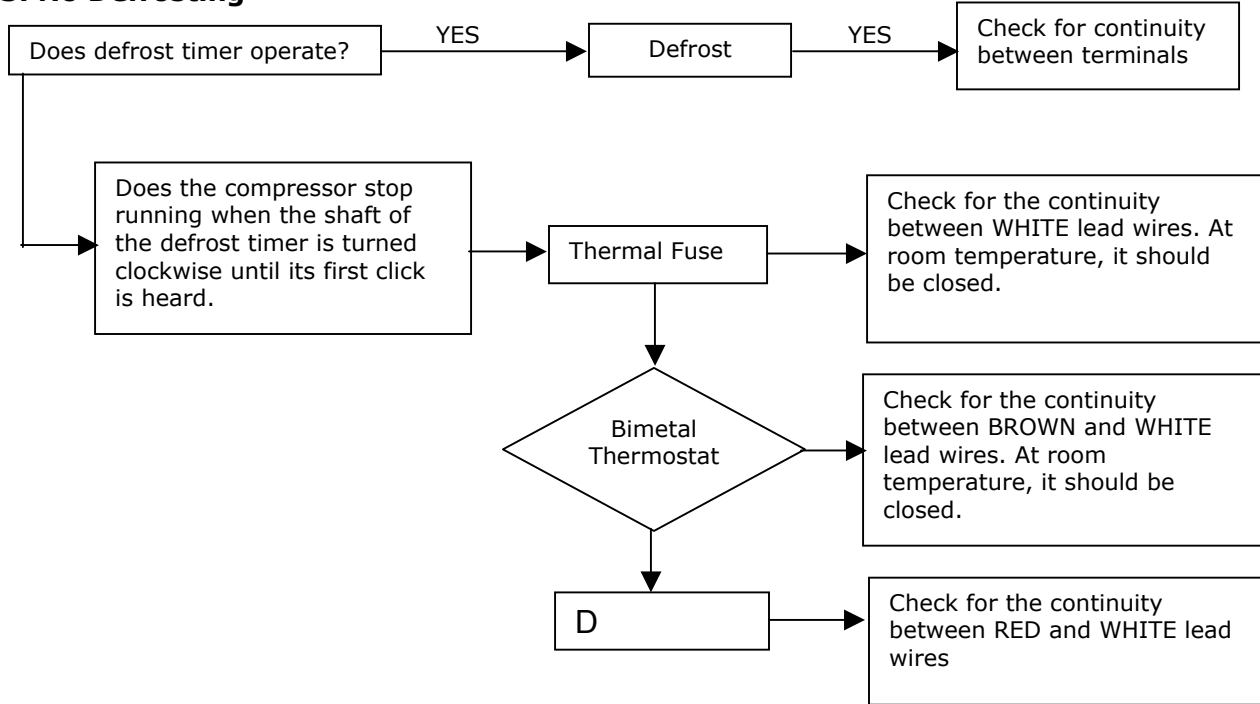 No Defrosting
Does defrost timer operate?
YES
Defrost
YES
Check for continuity
between terminals
Does the compressor stop
running when the shaft of
the defrost timer is turned
clockwise until its first click
is heard.
Thermal Fuse
Check for the continuity
between WHITE lead wires. At
room temperature, it should
be closed.
Bimetal
Thermostat
Check for the continuity
between BROWN and WHITE
lead wires. At room
temperature, it should be
closed.
D
Check for the continuity
between RED and WHITE lead
wires